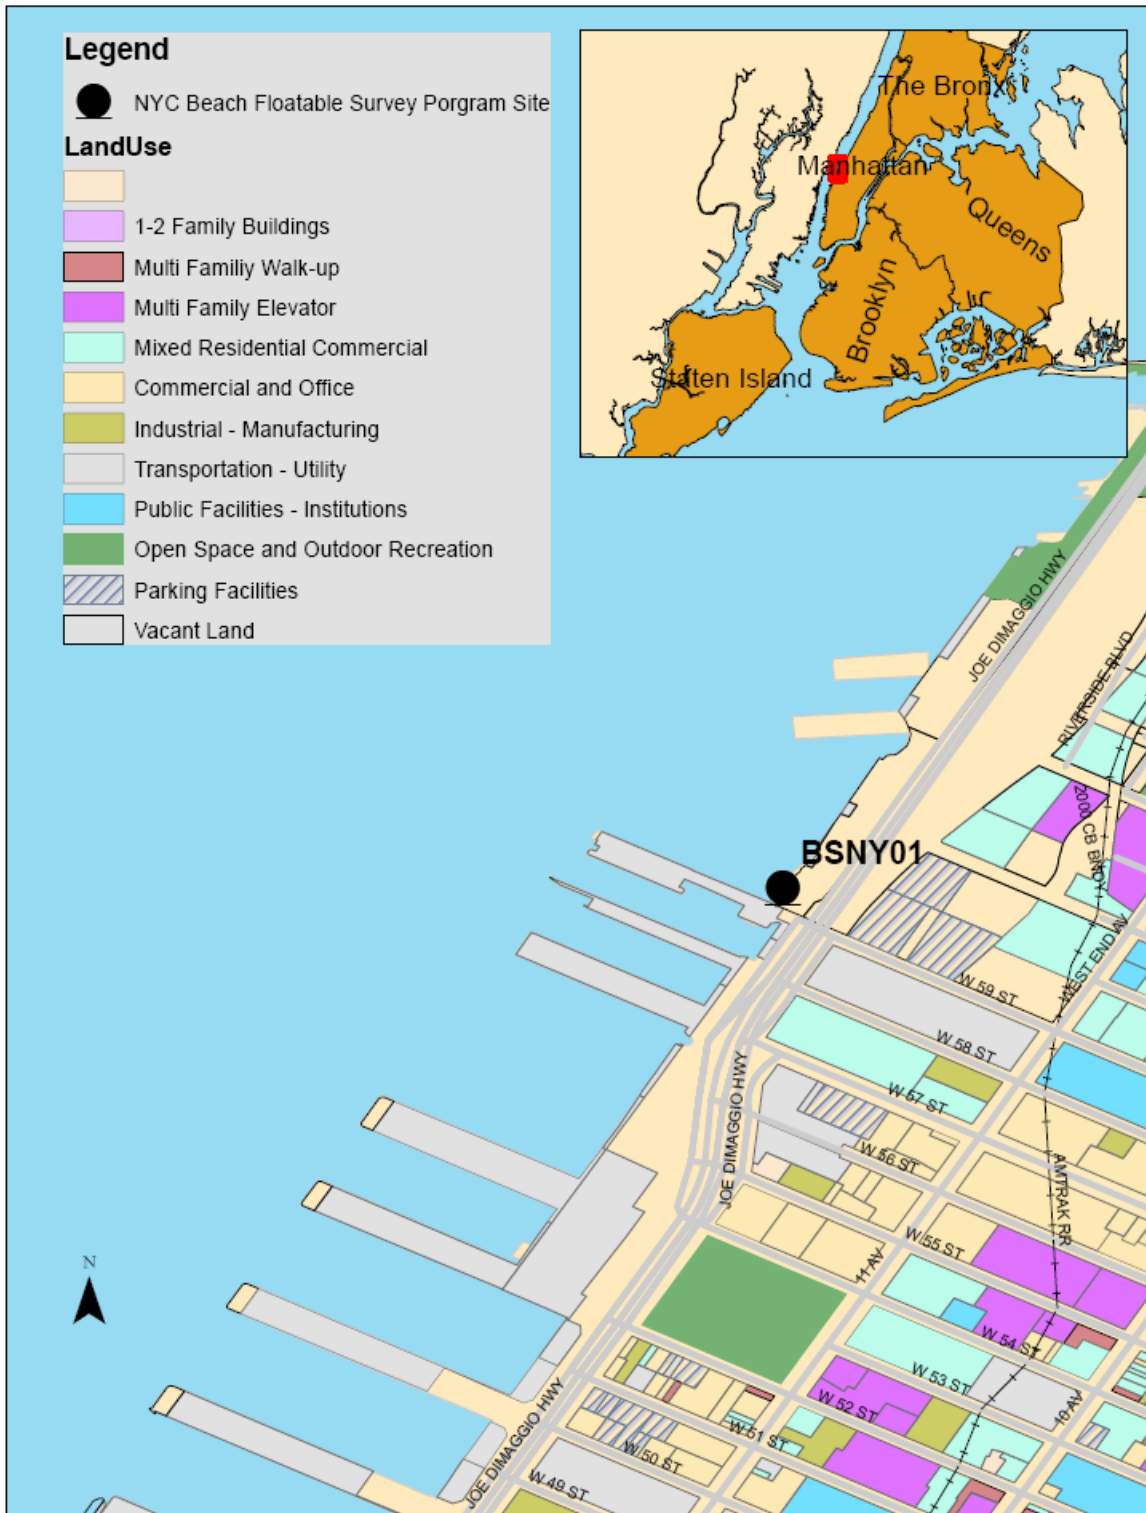 Legend
NYC Beach Floatable Survey Porgram Site
LandUse
1-2 Family Buildings
Multi Familiy Walk-up
Multi Family Elevator
Mixed Residential Commercial
Commercial and Office
Industrial - Manufacturing
Transportation - Utility
Public Facilities - Institutions
Open Space and Outdoor Recreation
Parking Facilities
Vacant Land
The Bronx
Manhattan
Queens
Brooklyn
Staten Island
JOE DIMAGGIO HWY
RIVERSIDE BLVD
2000 CB BNDY
BSNY01
WEST END AV
W 59 ST
W 58 ST
W 57 ST
JOE DIMAGGIO HWY
W 56 ST
AMTRAK RR
W 55 ST
11 AV
N
W 54 ST
W 53 ST
10 AV
W 52 ST
W 51 ST
JOE DIMAGGIO HWY
W 50 ST
W 49 ST